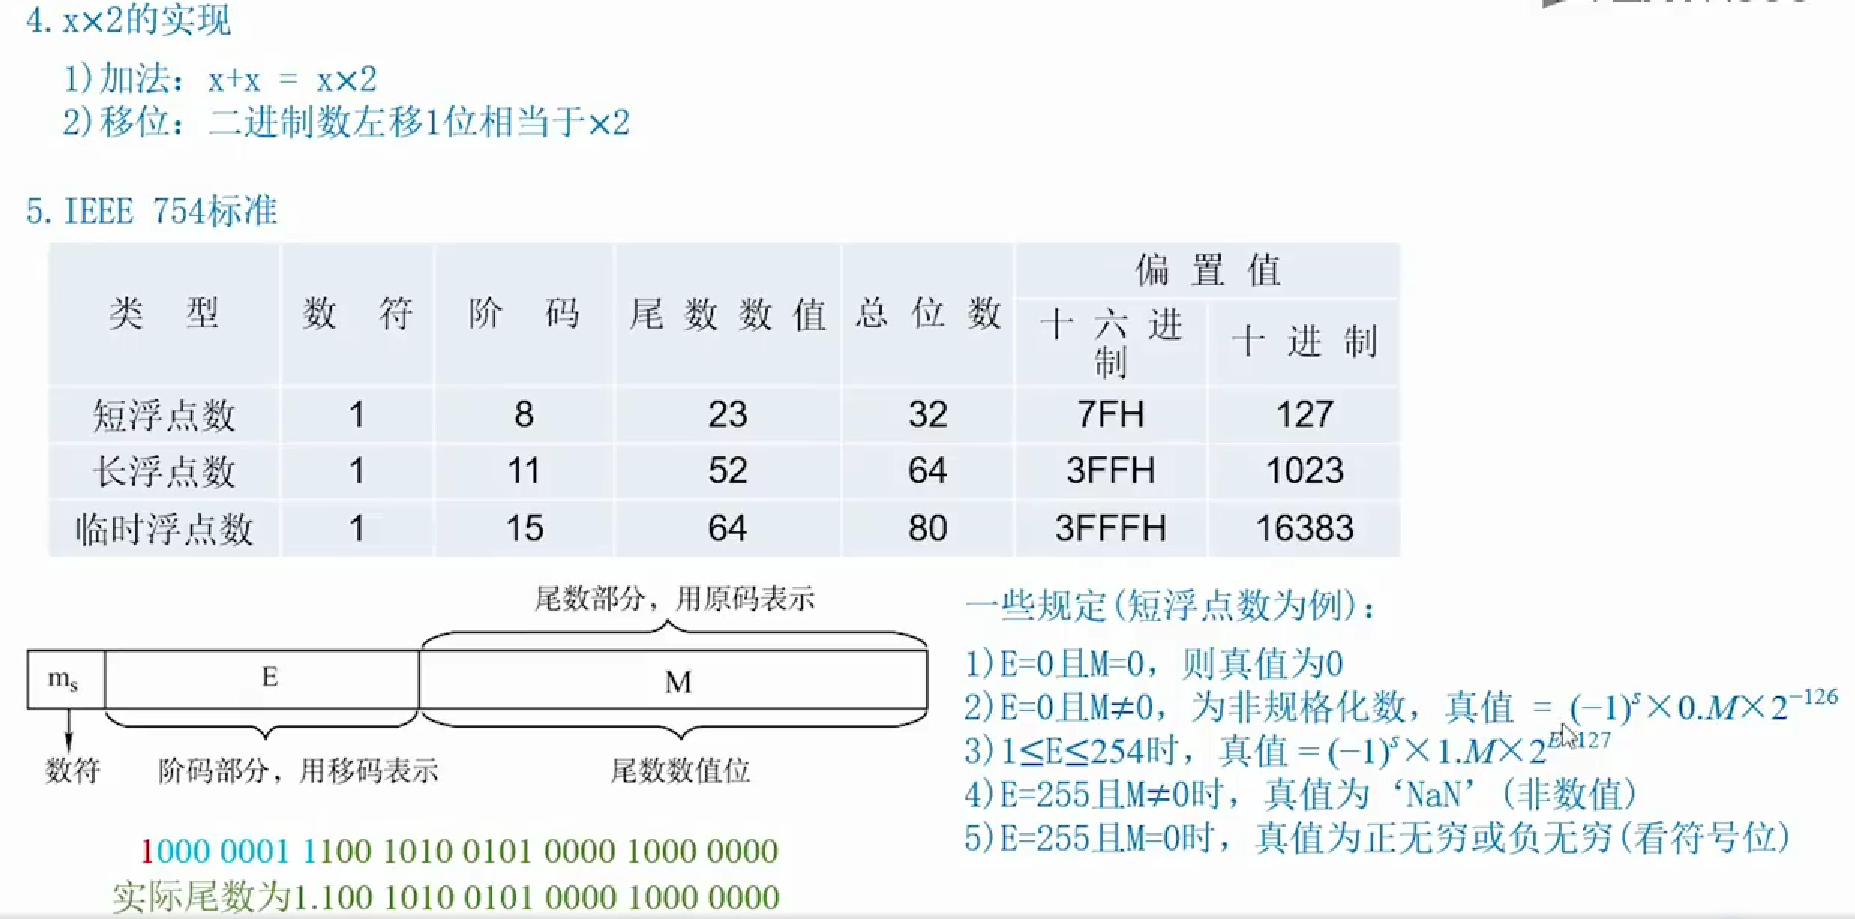 4.x×2的实现
1)加法：x+x = x×2
2)移位：二进制数左移1位相当于×2
5.IEEE 754标准
类 型 数 符 阶 码 尾数数值 总位数 偏置值
十六进制 十进制
短浮点数 1 8 23 32 7FH 127
长浮点数 1 11 52 64 3FFH 1023
临时浮点数 1 15 64 80 3FFFH 16383
尾数部分，用原码表示
mₛ E M
数符 阶码部分，用移码表示 尾数数值位
1000 0001 1100 1010 0101 0000 1000 0000
实际尾数为1.100 1010 0101 0000 1000 0000
一些规定(短浮点数为例)：
1)E=0且M=0，则真值为0
2)E=0且M≠0，为非规格化数，真值 = (−1)ˢ×0.M×2⁻¹²⁶
3)1≤E≤254时，真值=(−1)ˢ×1.M×2ᴱ⁻¹²⁷
4)E=255且M≠0时，真值为‘NaN’(非数值)
5)E=255且M=0时，真值为正无穷或负无穷(看符号位)